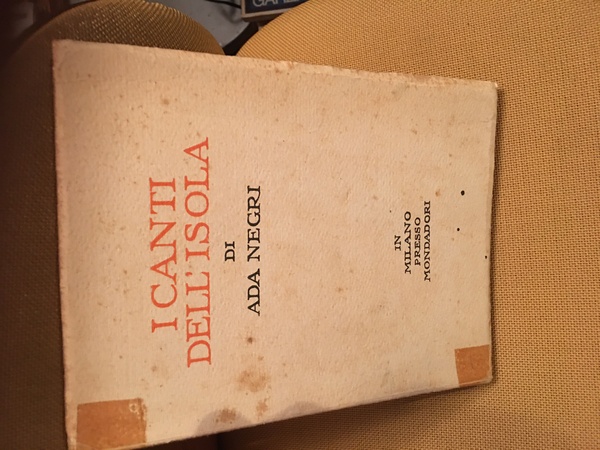 I CANTI
DELL'ISOLA
DI
ADA NEGRI
IN
MILANO
PRESSO
MONDADORI